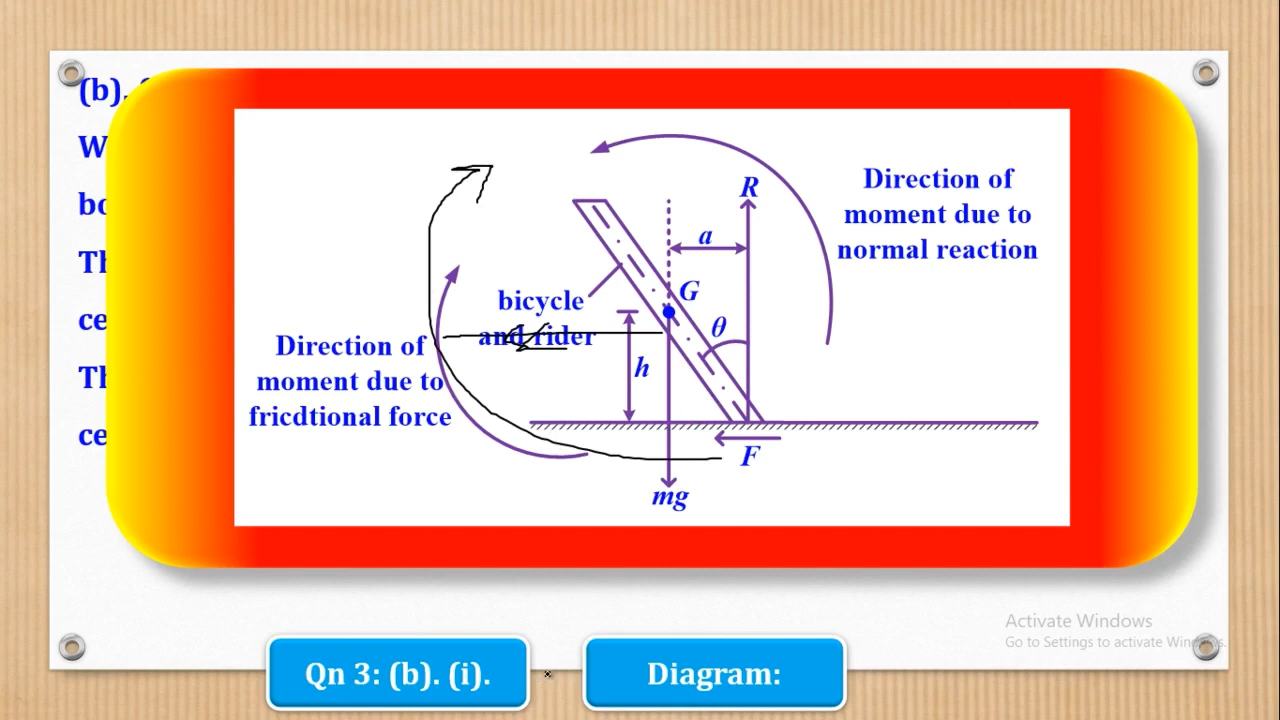 (b).
W
bo
Th
ce
Th
ce
Direction of
moment due to
normal reaction
R
a
G
bicycle
and rider
θ
h
Direction of
moment due to
fricdtional force
F
mg
Activate Windows
Go to Settings to activate Windows.
Qn 3: (b). (i).
Diagram: